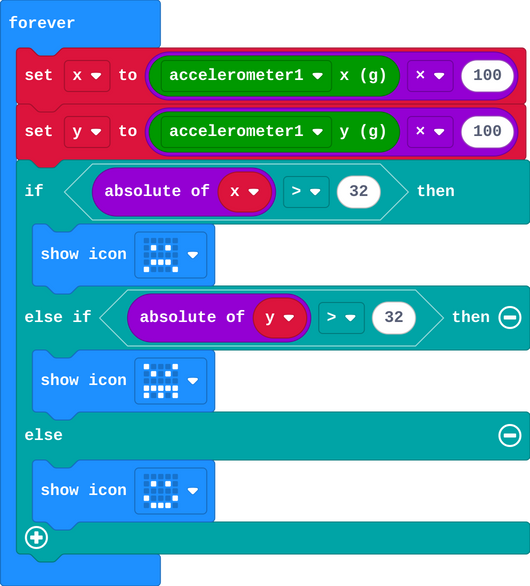 forever
set x to accelerometer1 x (g) × 100
set y to accelerometer1 y (g) × 100
if absolute of x > 32 then
show icon
else if absolute of y > 32 then
show icon
else
show icon